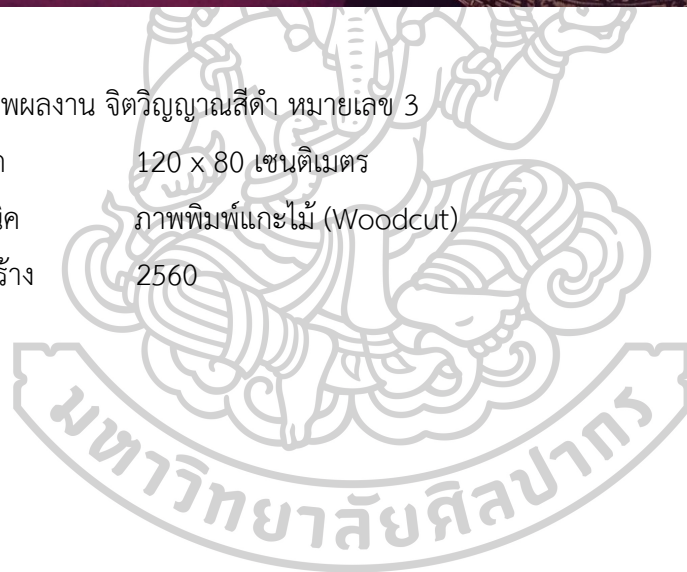 พผลงาน จิตวิญญาณสีดำ หมายเลข 3
120 x 80 เซนติเมตร
ภาพพิมพ์แกะไม้ (Woodcut)
ร้าง 2560
มหาวิทยาลัยศิลปากร